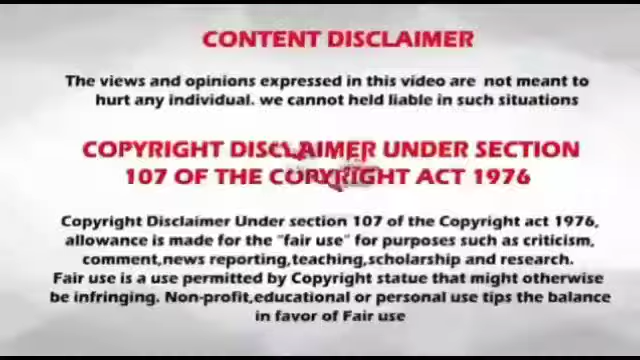 CONTENT DISCLAIMER
The views and opinions expressed in this video are not meant to
hurt any individual. we cannot held liable in such situations
COPYRIGHT DISCLAIMER UNDER SECTION
107 OF THE COPYRIGHT ACT 1976
Copyright Disclaimer Under section 107 of the Copyright act 1976,
allowance is made for the "fair use" for purposes such as criticism,
comment,news reporting,teaching,scholarship and research.
Fair use is a use permitted by Copyright statue that might otherwise
be infringing. Non-profit,educational or personal use tips the balance
in favor of Fair use